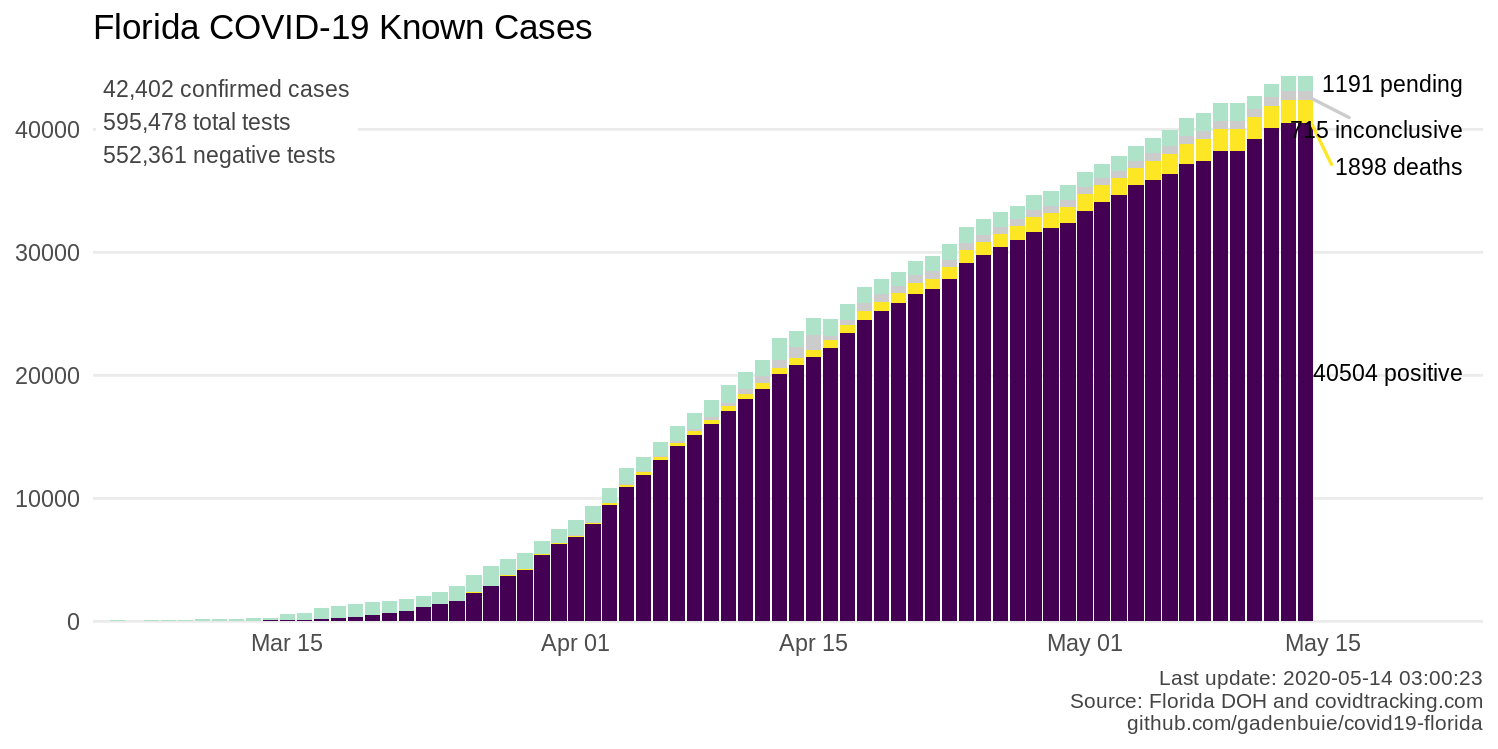 Florida COVID-19 Known Cases
42,402 confirmed cases
595,478 total tests
552,361 negative tests
1191 pending
715 inconclusive
1898 deaths
40504 positive
40000
30000
20000
10000
0
Mar 15
Apr 01
Apr 15
May 01
May 15
Last update: 2020-05-14 03:00:23
Source: Florida DOH and covidtracking.com
github.com/gadenbuie/covid19-florida